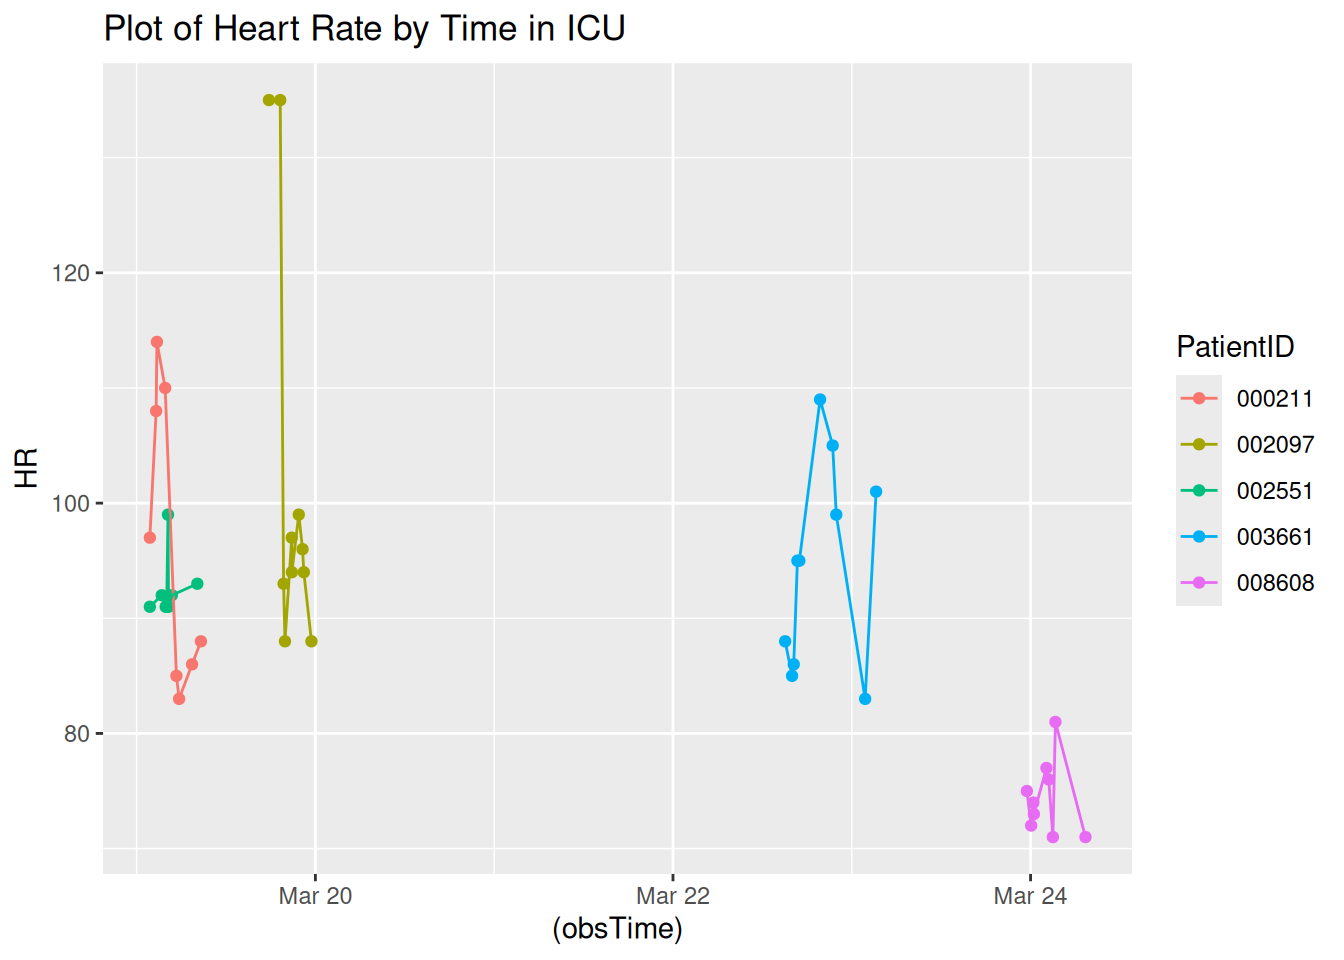 Plot of Heart Rate by Time in ICU
120
100
80
HR
Mar 20
Mar 22
Mar 24
(obsTime)
PatientID
000211
002097
002551
003661
008608